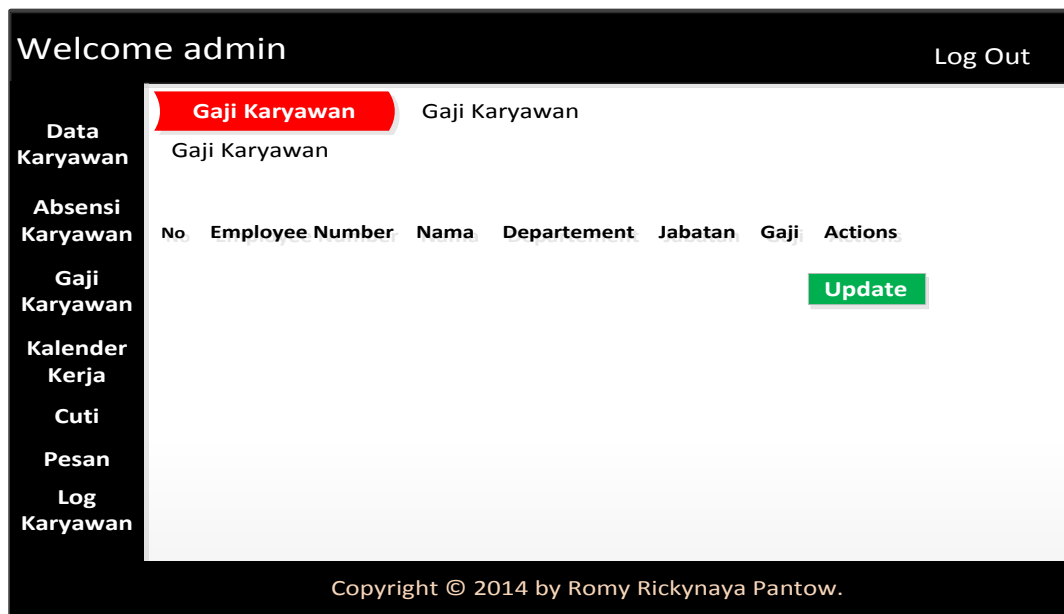 Welcome admin
Log Out
Gaji Karyawan
Gaji Karyawan
Gaji Karyawan
Data
Karyawan
Absensi
Karyawan
Gaji
Karyawan
Kalender
Kerja
Cuti
Pesan
Log
Karyawan
No Employee Number Nama Departement Jabatan Gaji Actions
Update
Copyright © 2014 by Romy Rickynaya Pantow.